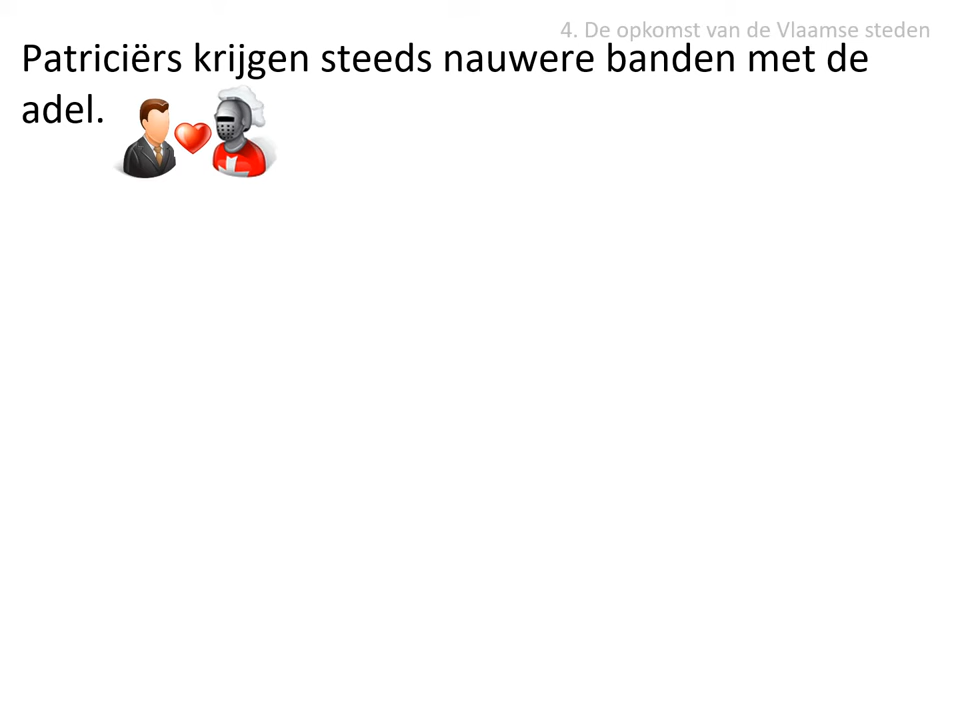 4. De opkomst van de Vlaamse steden
Patriciërs krijgen steeds nauwere banden met de
adel.